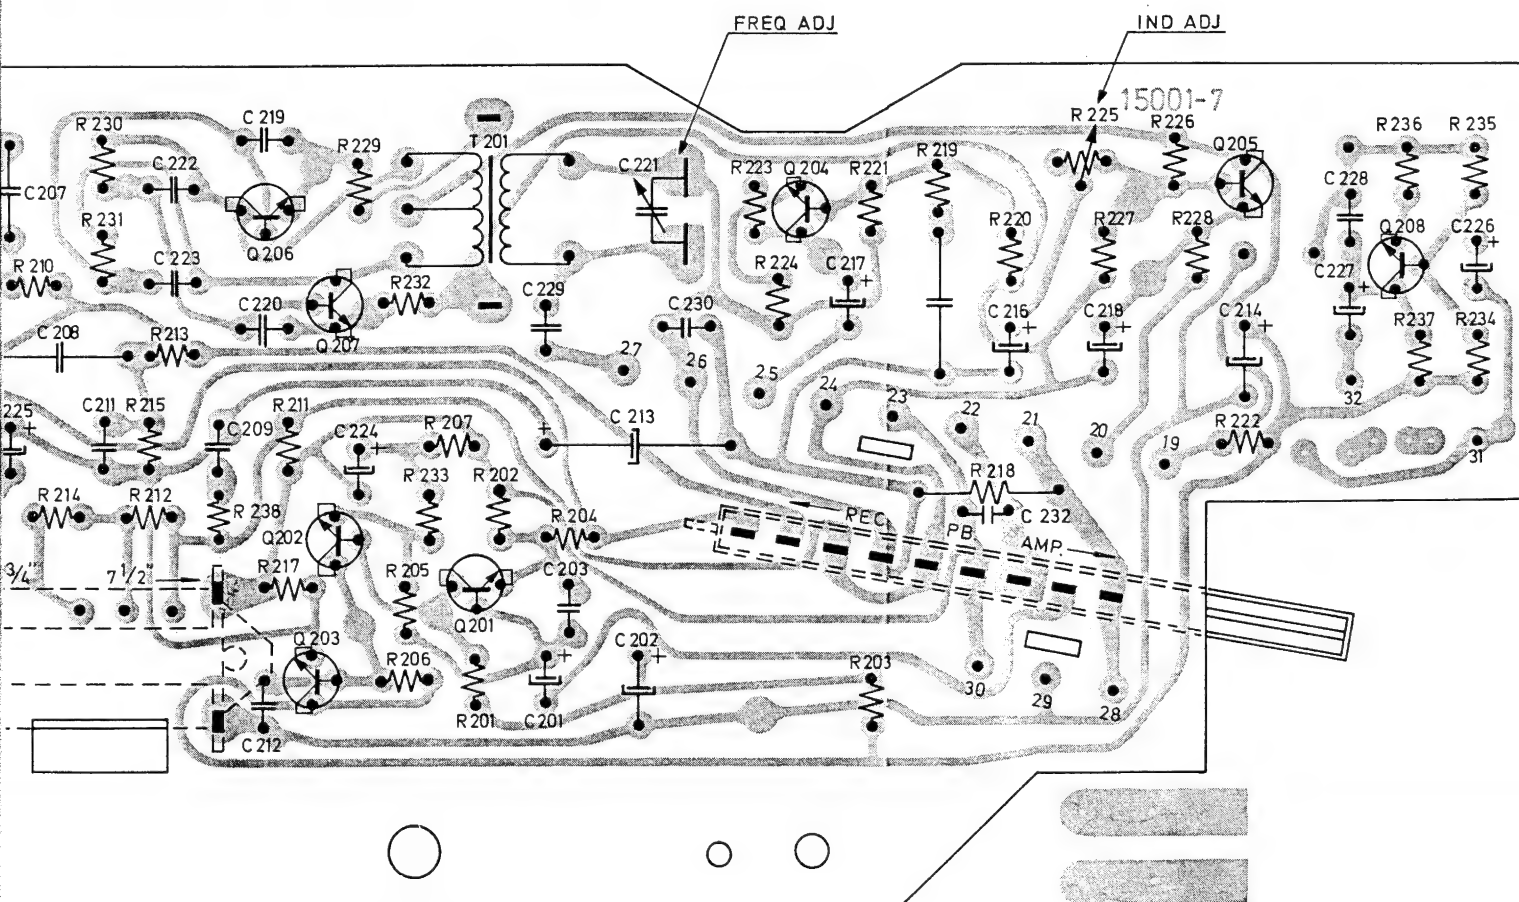 FREQ ADJ
IND ADJ
15001-7
R 230
C 219
R 229
T 201
R 225
R 226
Q 205
R 236
R 235
C 222
C 221
R 223
Q 204
R 221
R 219
C 207
C 228
R 231
R 220
R 227
R 228
Q 208
C 226
Q 206
R 210
C 223
R 232
R 224
C 217
C 227
C 220
C 229
C 230
C 216
C 218
C 214
R 237
R 234
C 208
R 213
Q 207
27
26
25
24
23
22
21
20
19
32
31
225
C 211
R 215
C 209
R 211
C 224
R 207
C 213
R 222
R 214
R 212
R 238
R 233
R 202
R 218
R 204
C 232
REC
PB
AMP
Q 202
3/4"
7 1/2"
R 217
R 205
C 203
Q 201
Q 203
R 206
C 202
R 203
R 201
C 201
C 212
30
29
28